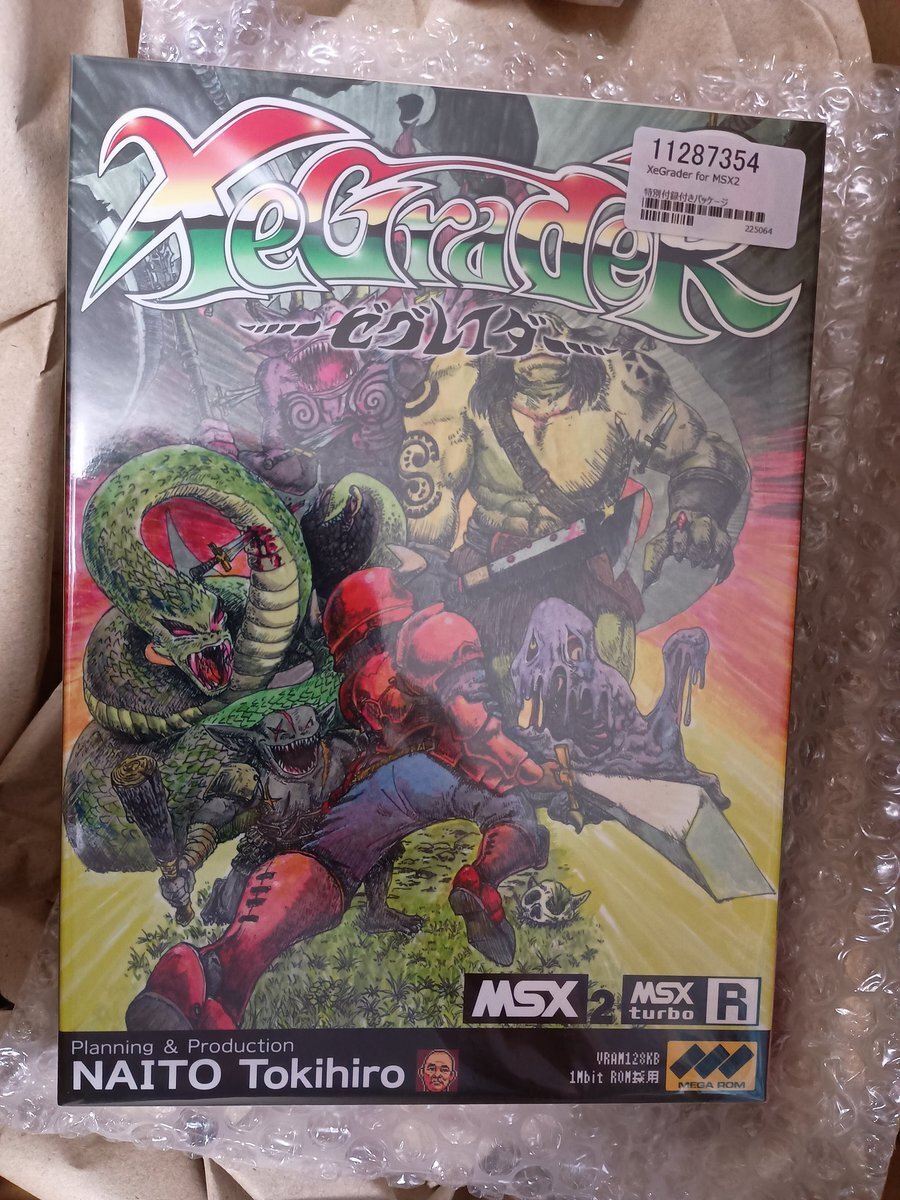 XeGradeR
ーゼグレイダー
11287354
XeGrader for MSX2
特別付録付きパッケージ
225064
MSX 2
MSX turbo R
Planning & Production
NAITO Tokihiro
VRAM128KB
1Mbit ROM採用
MEGA ROM